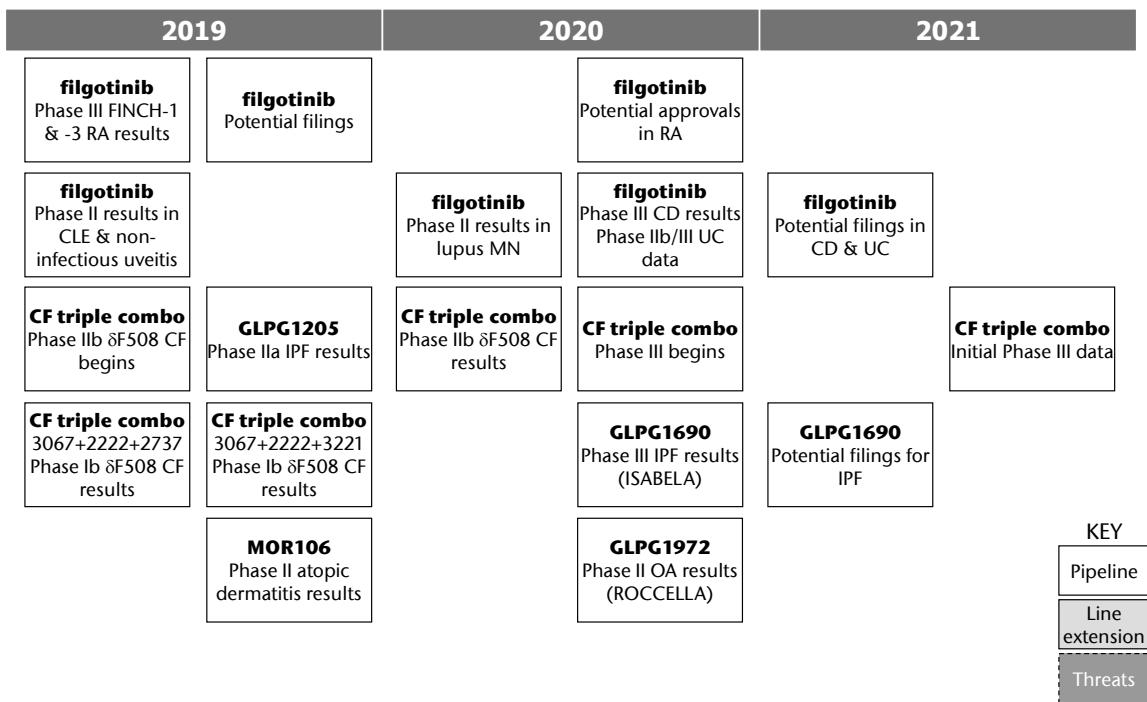 2019
2020
2021
filgotinib
Phase III FINCH-1
& -3 RA results
filgotinib
Potential filings
filgotinib
Potential approvals
in RA
filgotinib
Phase II results in
CLE & non-
infectious uveitis
filgotinib
Phase II results in
lupus MN
filgotinib
Phase III CD results
Phase IIb/III UC
data
filgotinib
Potential filings in
CD & UC
CF triple combo
Phase IIb δF508 CF
begins
GLPG1205
Phase IIa IPF results
CF triple combo
Phase IIb δF508 CF
results
CF triple combo
Phase III begins
CF triple combo
Initial Phase III data
CF triple combo
3067+2222+2737
Phase Ib δF508 CF
results
CF triple combo
3067+2222+3221
Phase Ib δF508 CF
results
GLPG1690
Phase III IPF results
(ISABELA)
GLPG1690
Potential filings for
IPF
MOR106
Phase II atopic
dermatitis results
GLPG1972
Phase II OA results
(ROCCELLA)
KEY
Pipeline
Line
extension
Threats